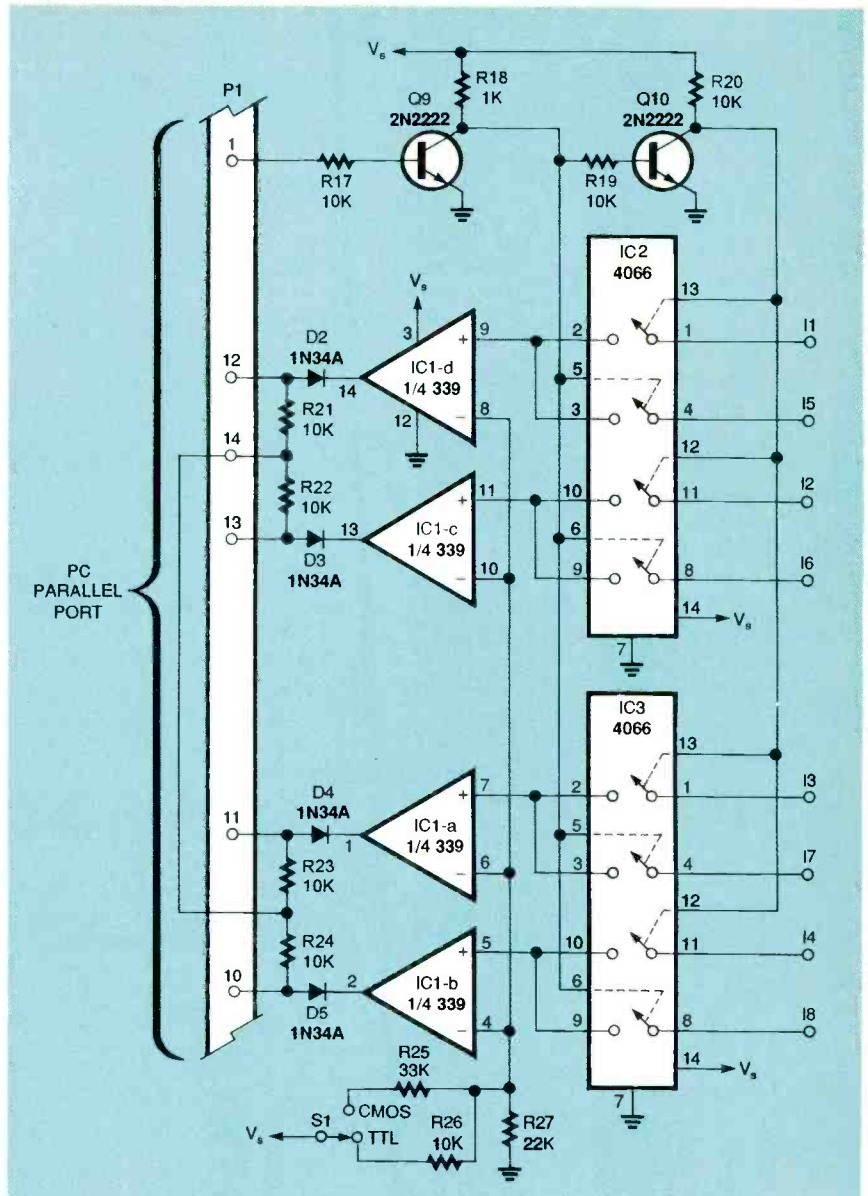 Vs
P1
R18
1K
R20
10K
Q9
2N2222
Q10
2N2222
1
R17
10K
R19
10K
IC2
4066
Vs
13
D2
1N34A
3
9
2
1
I1
12
14
IC1-d
1/4 339
+
−
R21
10K
12
8
5
3
4
I5
14
12
R22
10K
11
10
11
I2
13
13
IC1-c
1/4 339
+
−
6
D3
1N34A
10
9
8
I6
14
Vs
7
PC
PARALLEL
PORT
IC3
4066
13
D4
1N34A
7
2
1
I3
11
1
IC1-a
1/4 339
+
−
5
R23
10K
6
3
4
I7
12
R24
10K
5
10
11
I4
10
2
IC1-b
1/4 339
+
−
6
D5
1N34A
4
9
8
I8
R25
33K
14
Vs
CMOS
R26
10K
7
Vs
S1
TTL
R27
22K